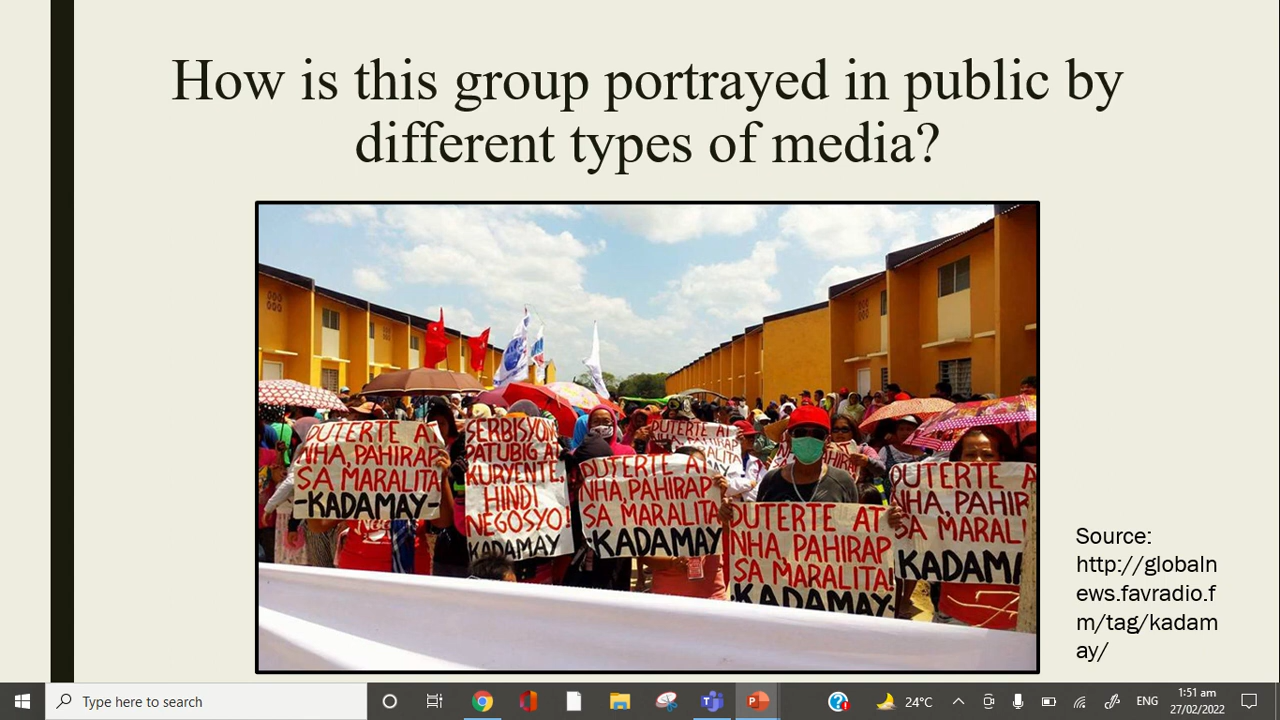 How is this group portrayed in public by
different types of media?
DUTERTE AT
NHA, PAHIRAP
SA MARALITA
-KADAMAY-
SERBISYON
PATUBIG AT
KURYENTE,
HINDI
NEGOSYO!
KADAMAY
DUTERTE AT
NHA, PAHIRAP
SA MARALITA
-KADAMAY
DUTERTE AT
NHA, PAHIRAP
SA MARALITA!
-KADAMAY-
DUTERTE A
NHA, PAHIR
SA MARAL
KADAM
Source:
http://globaln
ews.favradio.f
m/tag/kadam
ay/
Type here to search
24°C
ENG
1:51 am
27/02/2022